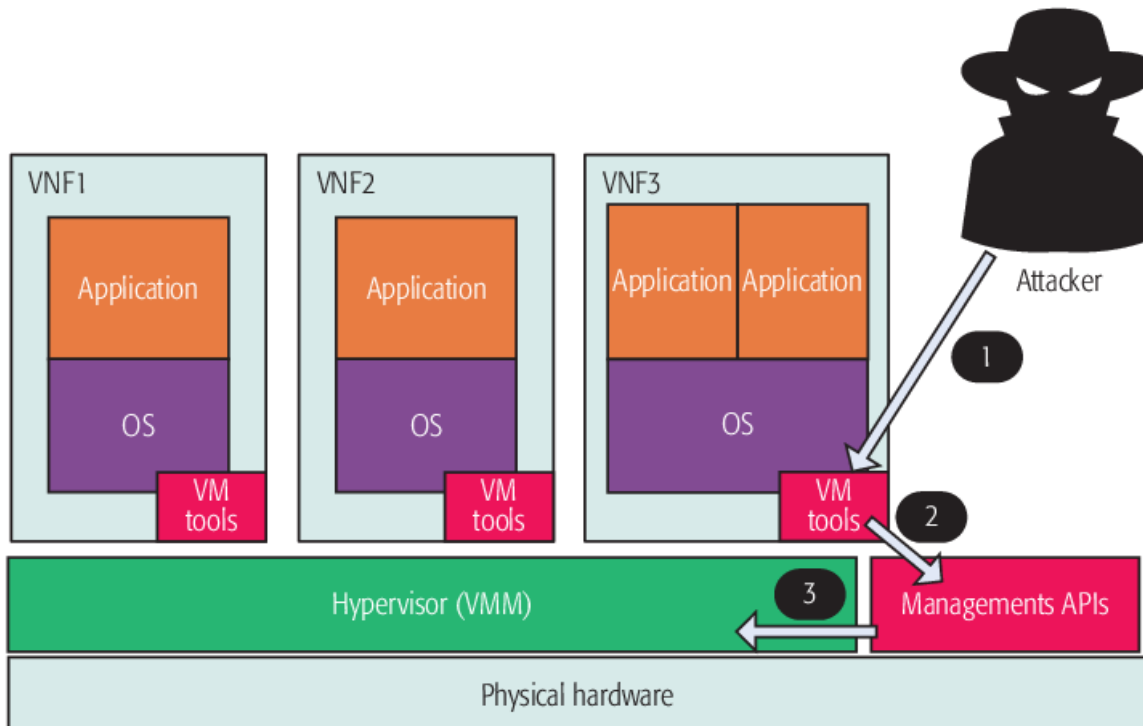 VNF1
VNF2
VNF3
Application
Application
Application
Application
Attacker
1
OS
OS
OS
VM
tools
VM
tools
VM
tools
2
Hypervisor (VMM)
3
Managements APIs
Physical hardware